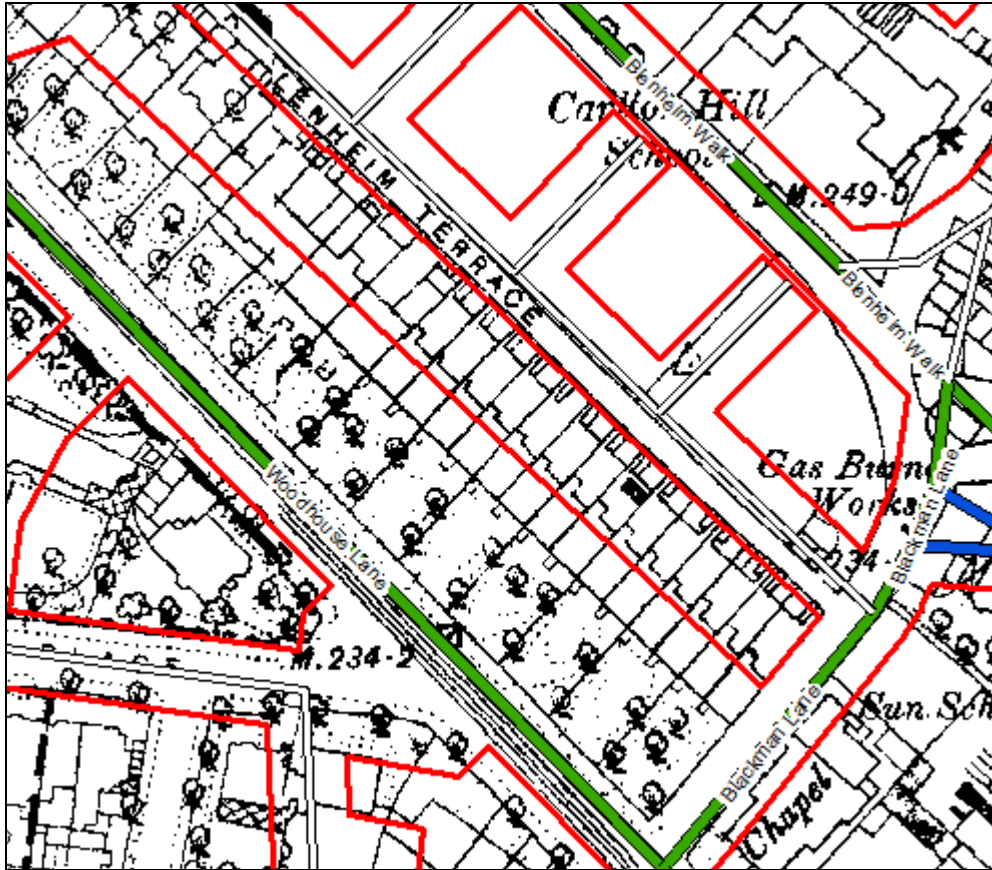 Blenheim Walk
Carlton Hill
School
B.M. 249·0
BLENHEIM TERRACE
Blenheim Walk
Gas Burner
Works
Blackman Lane
Woodhouse Lane
M. 234·2
Blackman Lane
Sun. Sch
Chapel